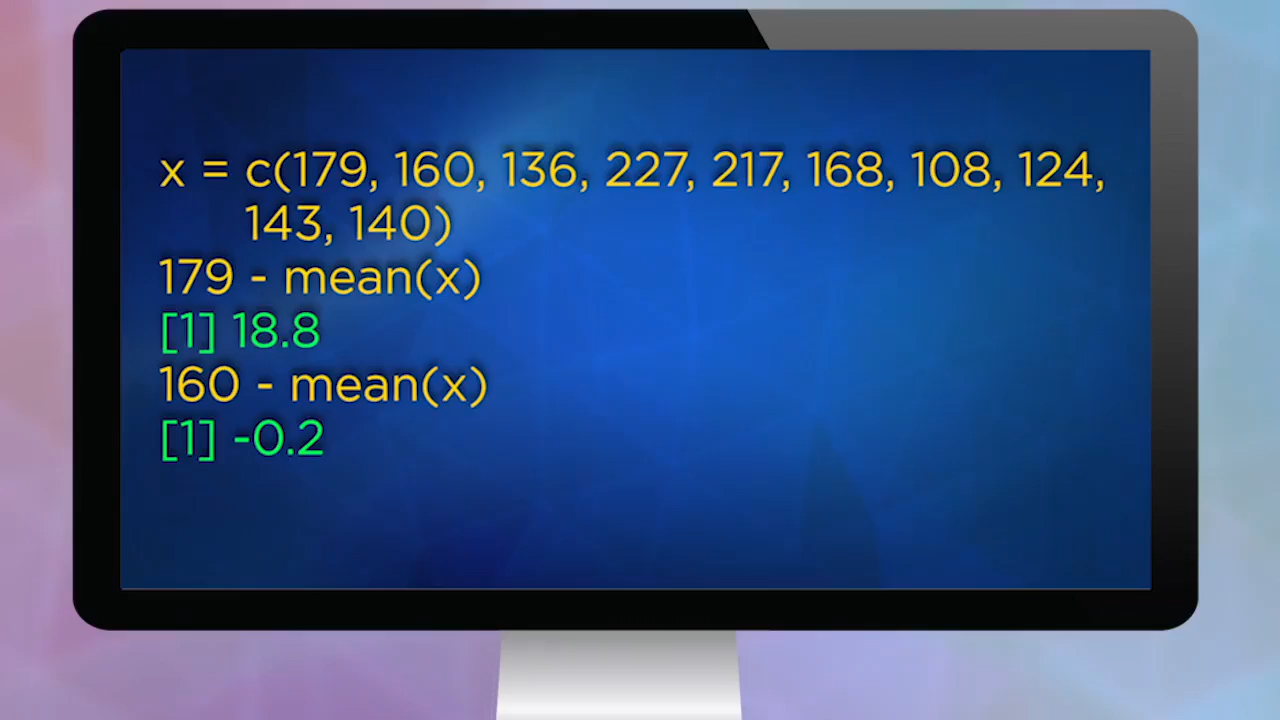 x = c(179, 160, 136, 227, 217, 168, 108, 124,
143, 140)
179 - mean(x)
[1] 18.8
160 - mean(x)
[1] -0.2